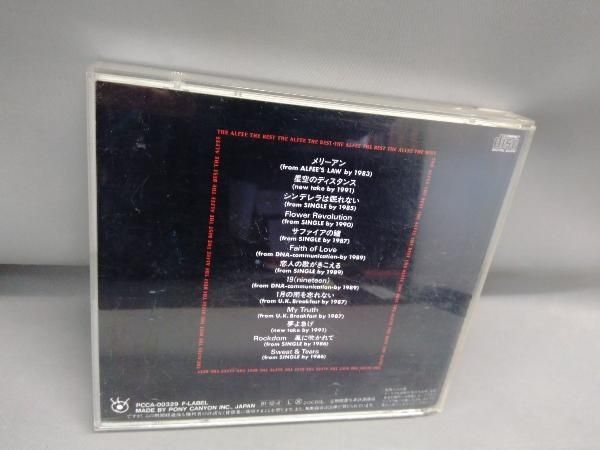 THE ALFEE THE BEST THE ALFEE THE BEST·THE ALFEE THE BEST THE ALFEE THE BEST
メリーアン
(from ALFEE'S LAW by 1983)
星空のディスタンス
(new take by 1991)
シンデレラは眠れない
(from SINGLE by 1985)
Flower Revolution
(from SINGLE by 1990)
サファイアの瞳
(from SINGLE by 1987)
Faith of Love
(from DNA-communication-by 1989)
恋人の歌がきこえる
(from SINGLE by 1989)
19(nineteen)
(from DNA-communication-by 1989)
1月の雨を忘れない
(from U.K. Breakfast by 1987)
My Truth
(from U.K. Breakfast by 1987)
夢よ急げ
(new take by 1991)
Rockdom 風に吹かれて
(from SINGLE by 1986)
Sweat & Tears
(from SINGLE by 1986)
PCCA-00329 F-LABEL
MADE BY PONY CANYON INC., JAPAN